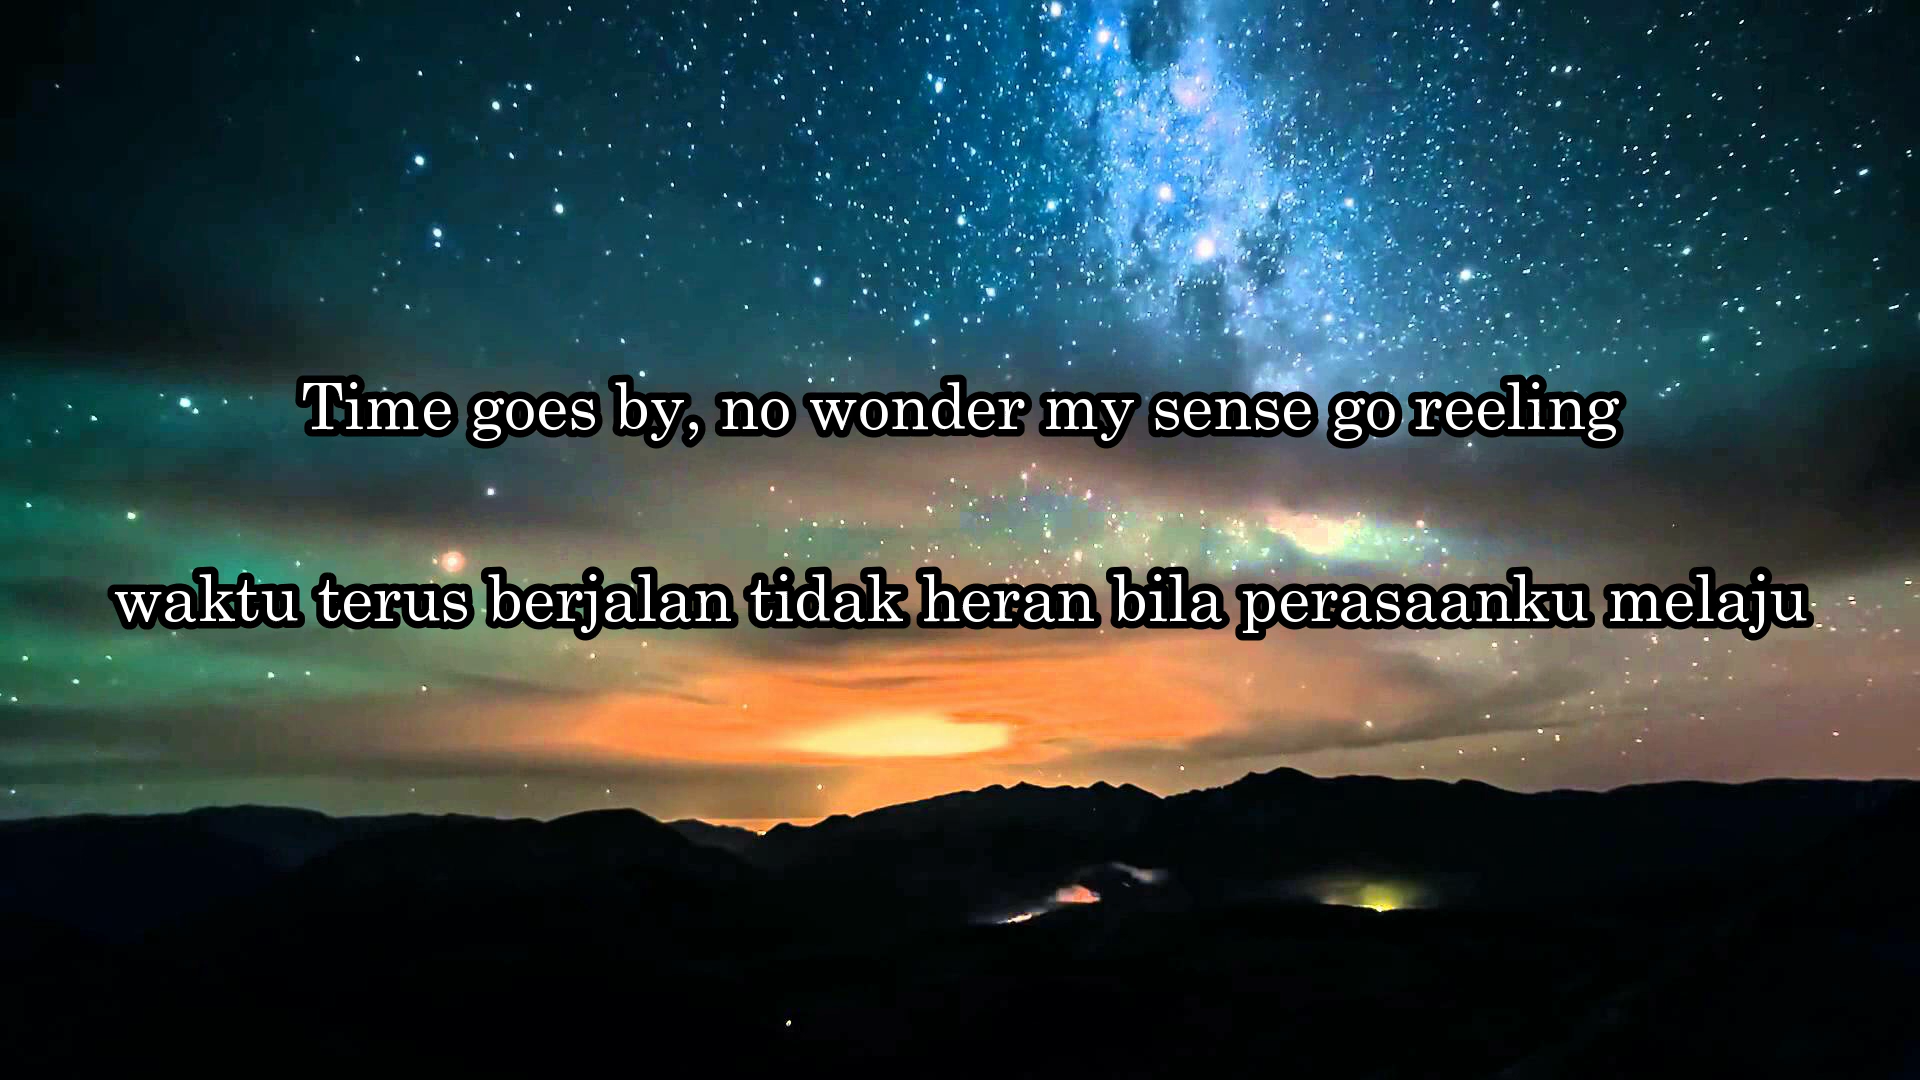 Time goes by, no wonder my sense go reeling
waktu terus berjalan tidak heran bila perasaanku melaju